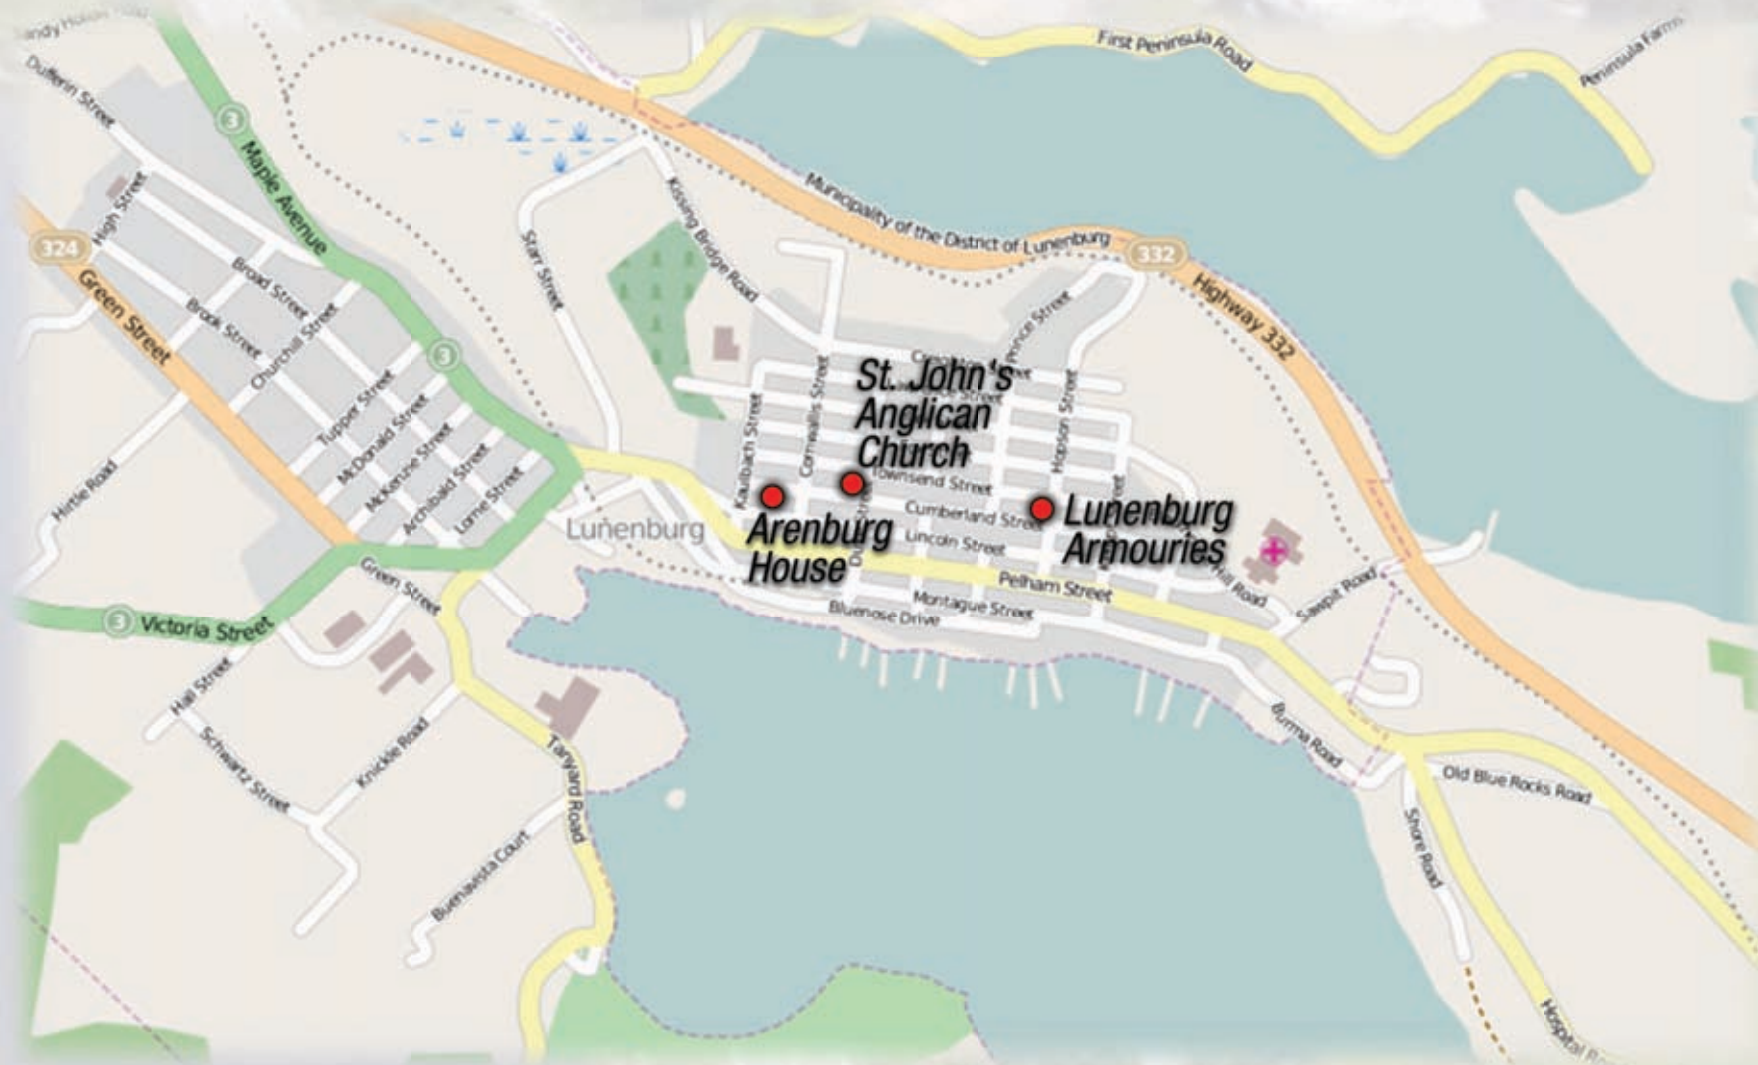 First Peninsula Road
Peninsula Farms
Dufferin Street
3
Maple Avenue
High Street
324
Green Street
Broad Street
Brook Street
Churchill Street
Kissing Bridge Road
Starr Street
Municipality of the District of Lunenburg
332
Highway 332
Prince Street
3
Tupper Street
McDonald Street
McKenzie Street
Archibald Street
Lorne Street
Hirtle Road
Kaulbach Street
Cornwallis Street
Hopson Street
St. John's
Anglican
Church
Townsend Street
Cumberland Street
Lincoln Street
Lunenburg
Arenburg
House
Lunenburg
Armouries
Pelham Street
Montague Street
Bluenose Drive
Hill Road
Sawpit Road
Green Street
3
Victoria Street
Hall Street
Schwartz Street
Knickle Road
Tanyard Road
Buenavista Court
Burma Road
Old Blue Rocks Road
Shore Road
Hospital